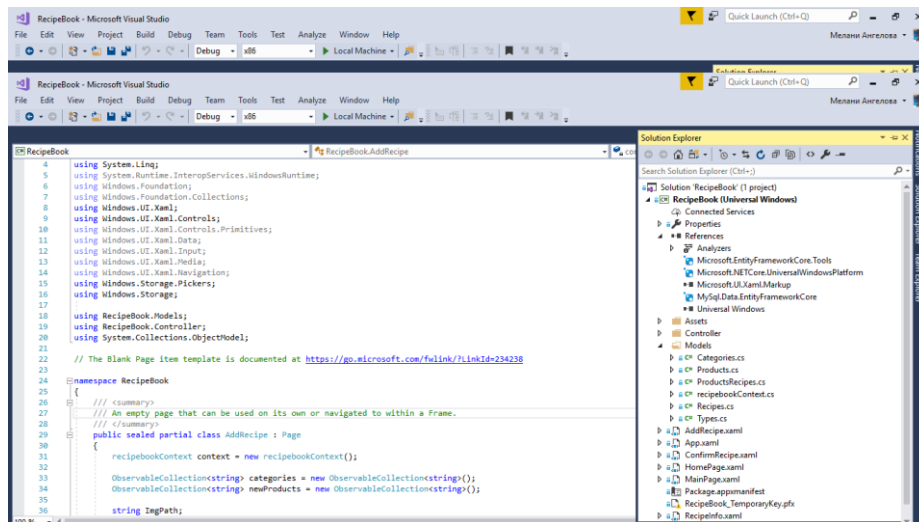 RecipeBook - Microsoft Visual Studio
Quick Launch (Ctrl+Q)
File Edit View Project Build Debug Team Tools Test Analyze Window Help
Мелани Ангелова
Debug x86 Local Machine
Solution Explorer
RecipeBook - Microsoft Visual Studio
Quick Launch (Ctrl+Q)
File Edit View Project Build Debug Team Tools Test Analyze Window Help
Мелани Ангелова
Debug x86 Local Machine
RecipeBook
RecipeBook.AddRecipe
4 using System.Linq;
5 using System.Runtime.InteropServices.WindowsRuntime;
6 using Windows.Foundation;
7 using Windows.Foundation.Collections;
8 using Windows.UI.Xaml;
9 using Windows.UI.Xaml.Controls;
10 using Windows.UI.Xaml.Controls.Primitives;
11 using Windows.UI.Xaml.Data;
12 using Windows.UI.Xaml.Input;
13 using Windows.UI.Xaml.Media;
14 using Windows.UI.Xaml.Navigation;
15 using Windows.Storage.Pickers;
16 using Windows.Storage;
17
18 using RecipeBook.Models;
19 using RecipeBook.Controller;
20 using System.Collections.ObjectModel;
21
22 // The Blank Page item template is documented at https://go.microsoft.com/fwlink/?LinkId=234238
23
24 namespace RecipeBook
25 {
26 /// <summary>
27 /// An empty page that can be used on its own or navigated to within a Frame.
28 /// </summary>
29 public sealed partial class AddRecipe : Page
30 {
31 recipebookContext context = new recipebookContext();
32
33 ObservableCollection<string> categories = new ObservableCollection<string>();
34 ObservableCollection<string> newProducts = new ObservableCollection<string>();
35
36 string ImgPath;
100 %
Solution Explorer
Search Solution Explorer (Ctrl+;)
Solution 'RecipeBook' (1 project)
RecipeBook (Universal Windows)
Connected Services
Properties
References
Analyzers
Microsoft.EntityFrameworkCore.Tools
Microsoft.NETCore.UniversalWindowsPlatform
Microsoft.UI.Xaml.Markup
MySql.Data.EntityFrameworkCore
Universal Windows
Assets
Controller
Models
Categories.cs
Products.cs
ProductsRecipes.cs
recipebookContext.cs
Recipes.cs
Types.cs
AddRecipe.xaml
App.xaml
ConfirmRecipe.xaml
HomePage.xaml
MainPage.xaml
Package.appxmanifest
RecipeBook_TemporaryKey.pfx
RecipeInfo.xaml
Solution Explorer
Team Explorer